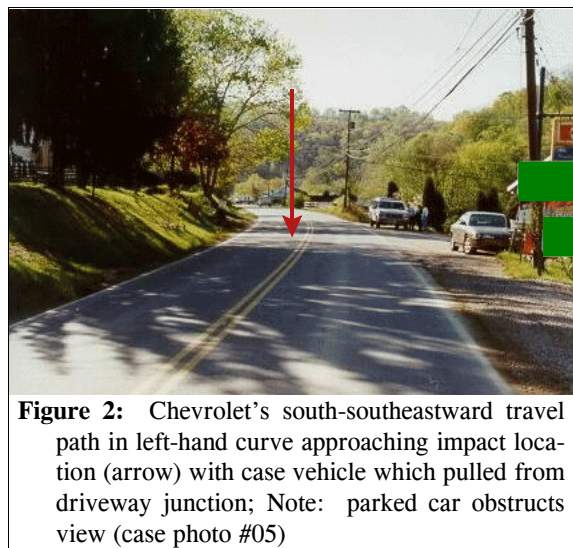 Figure 2: Chevrolet's south-southeastward travel
path in left-hand curve approaching impact loca-
tion (arrow) with case vehicle which pulled from
driveway junction; Note: parked car obstructs
view (case photo #05)